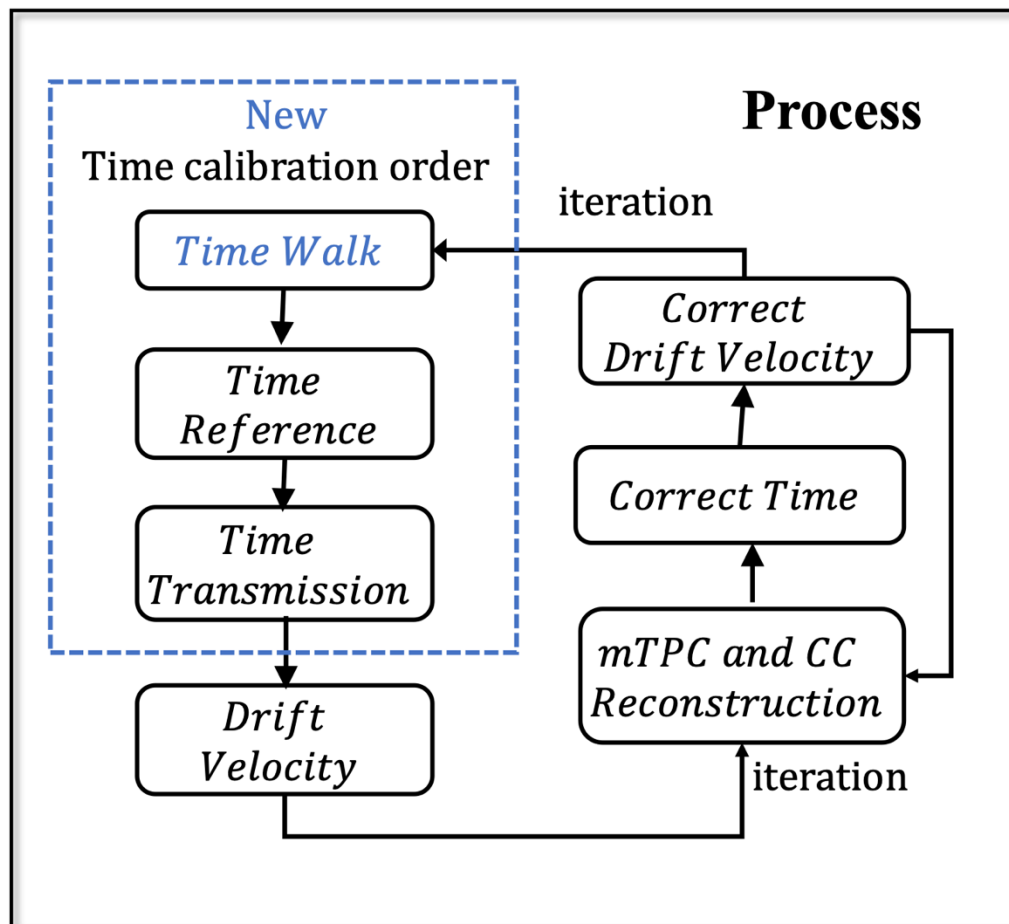 Process
New
Time calibration order
Time Walk
Time
Reference
Time
Transmission
Drift
Velocity
iteration
Correct
Drift Velocity
Correct Time
mTPC and CC
Reconstruction
iteration